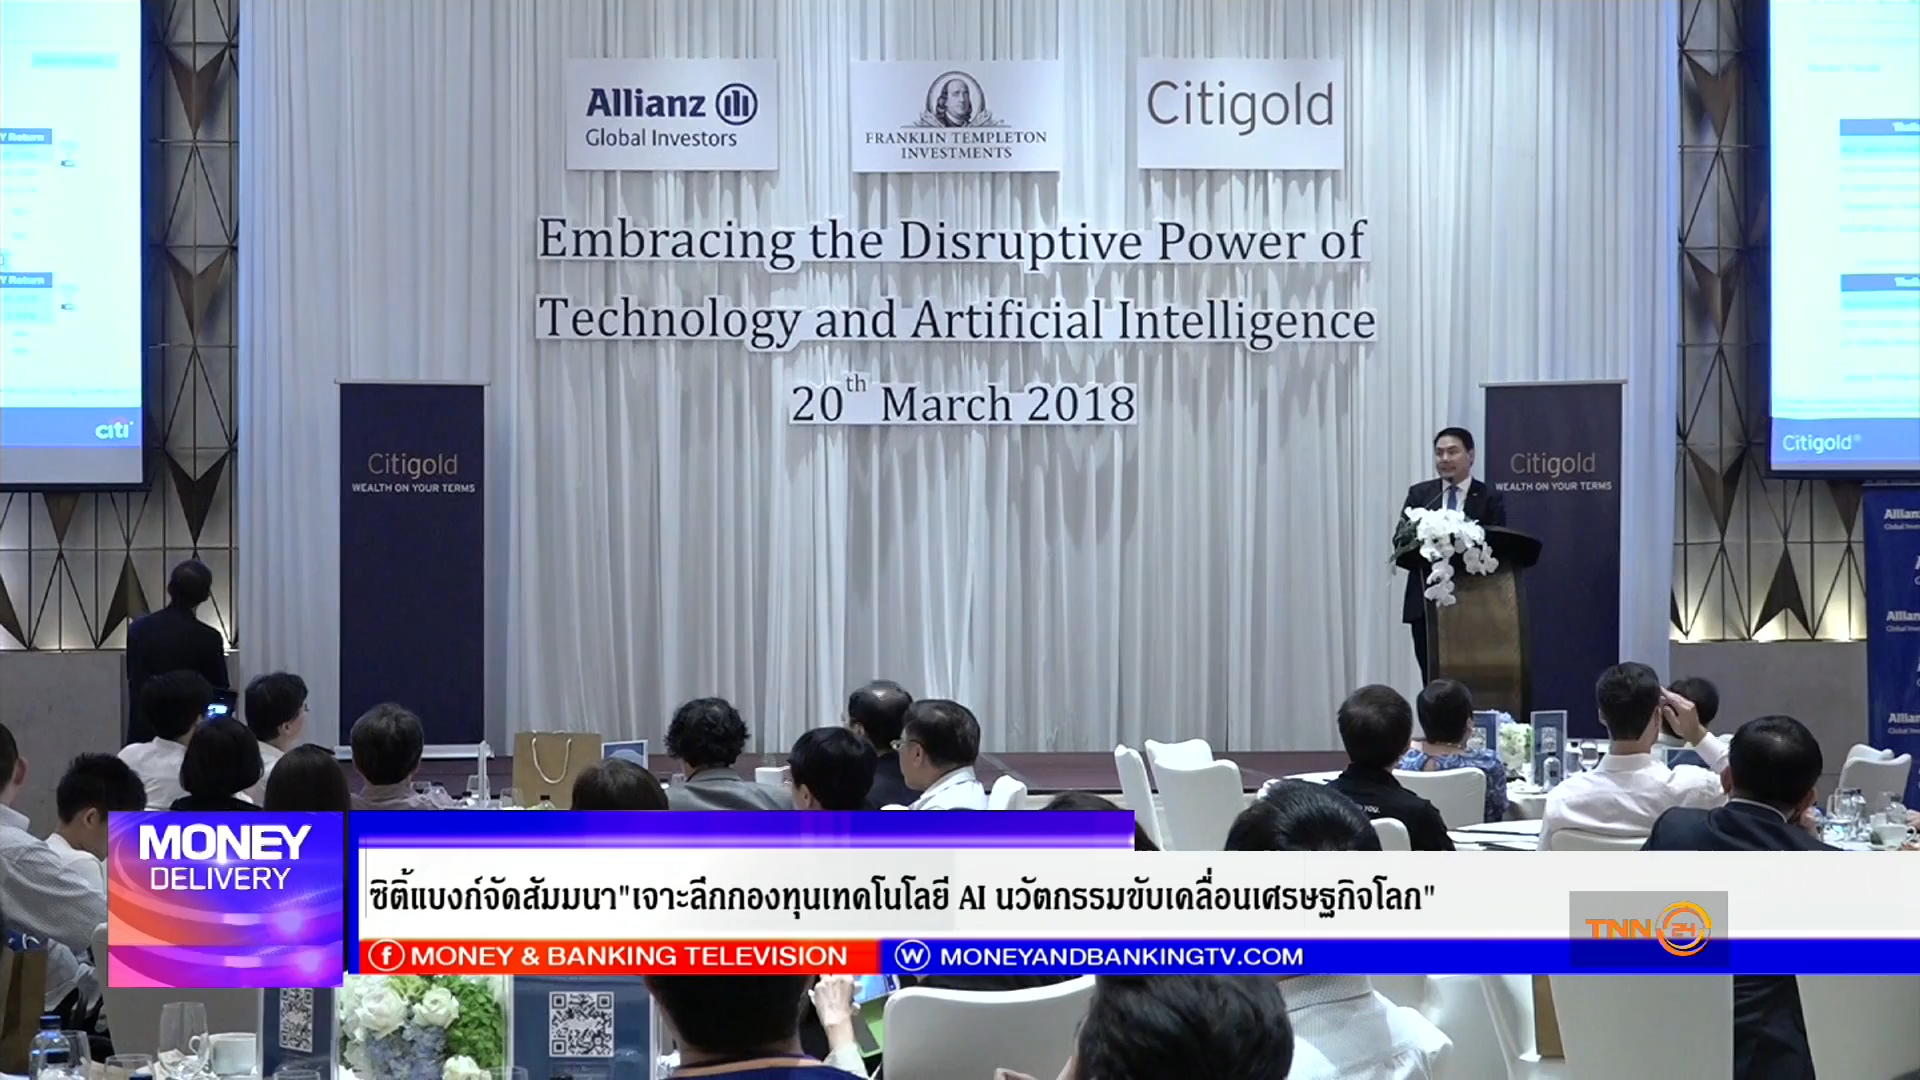 Allianz
Global Investors
FRANKLIN TEMPLETON
INVESTMENTS
Citigold
Embracing the Disruptive Power of
Technology and Artificial Intelligence
20th March 2018
Y Return
Y Return
citi
Citigold
WEALTH ON YOUR TERMS
Citigold
WEALTH ON YOUR TERMS
Citigold
MONEY
DELIVERY
ซิตี้แบงก์จัดสัมมนา"เจาะลึกกองทุนเทคโนโลยี AI นวัตกรรมขับเคลื่อนเศรษฐกิจโลก"
TNN 24
f MONEY & BANKING TELEVISION
W MONEYANDBANKINGTV.COM